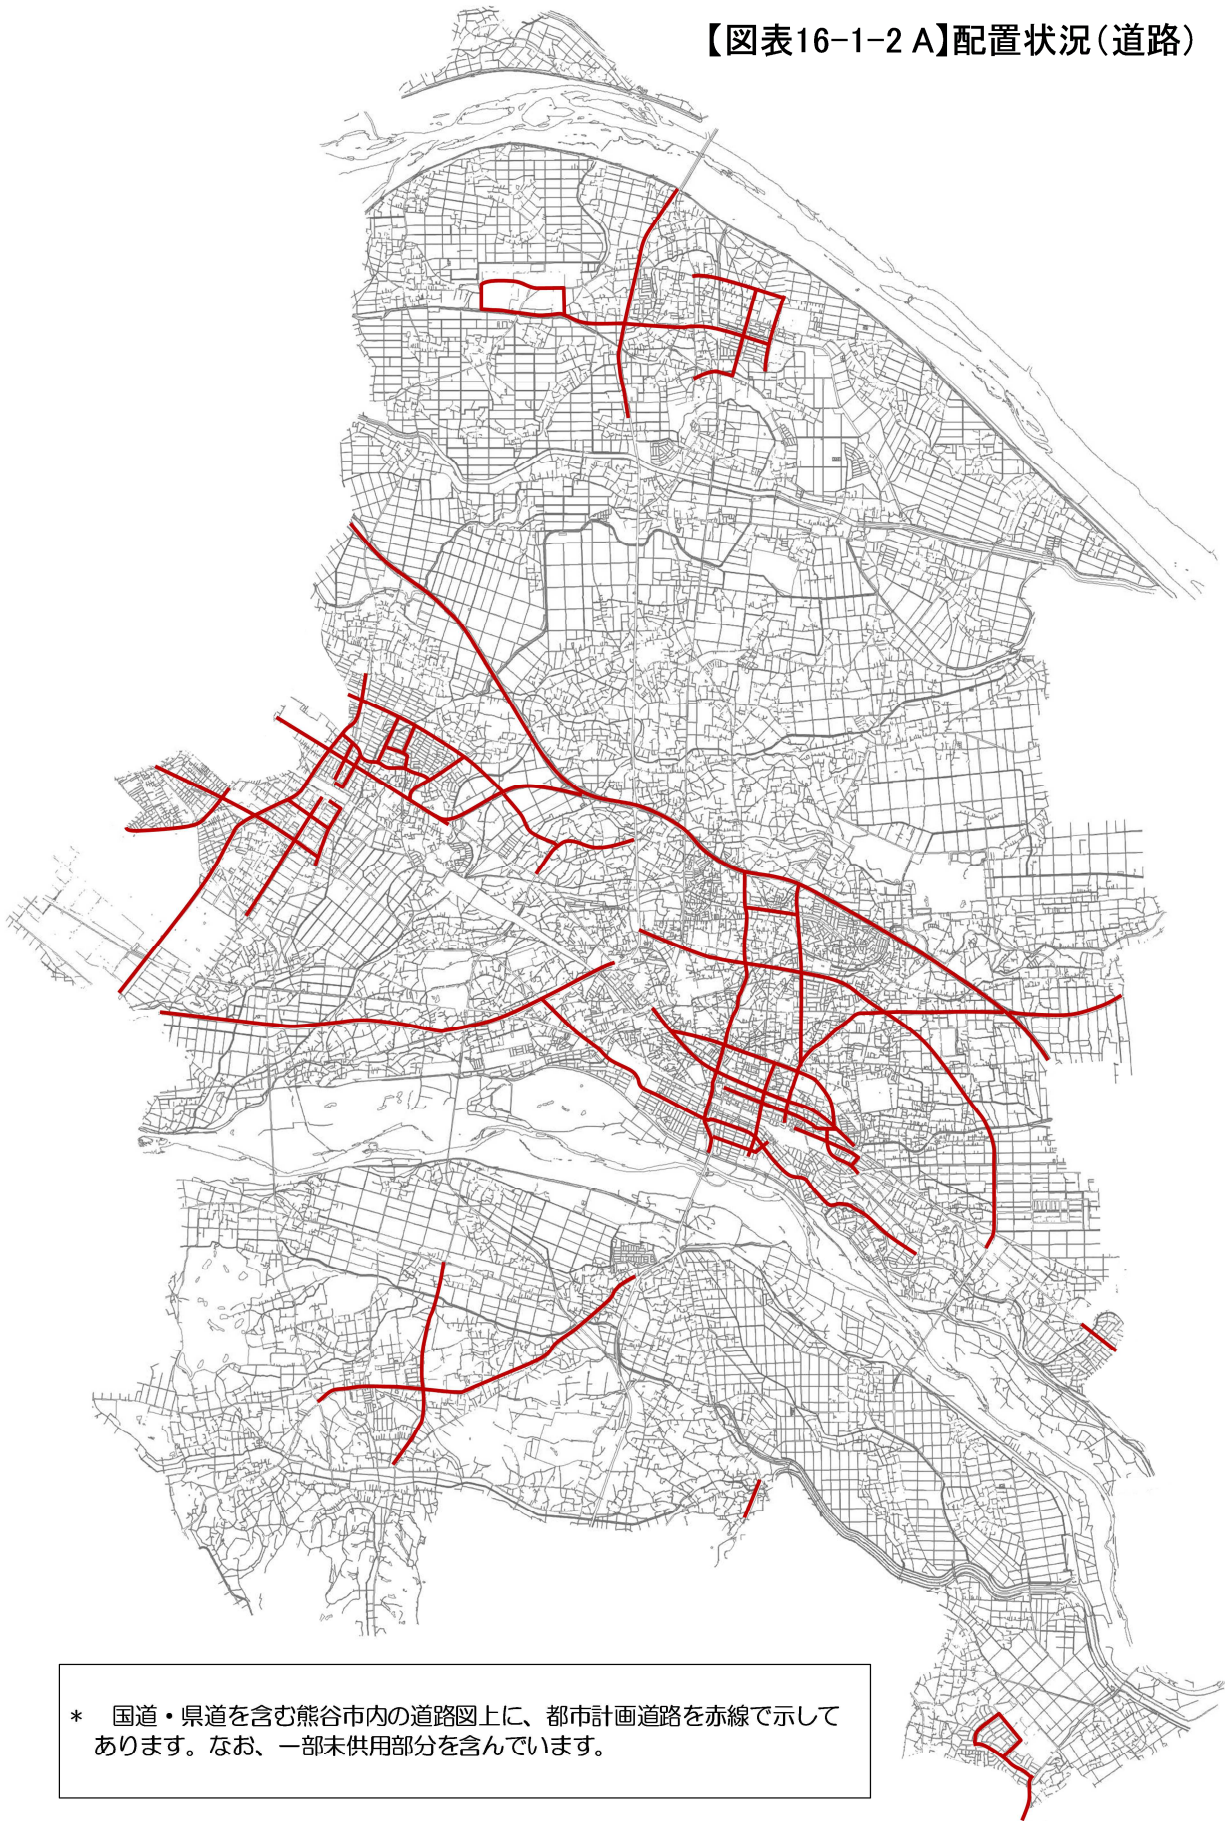 【図表16-1-2 A】配置状況(道路)
*　国道・県道を含む熊谷市内の道路図上に、都市計画道路を赤線で示して
あります。なお、一部未供用部分を含んでいます。